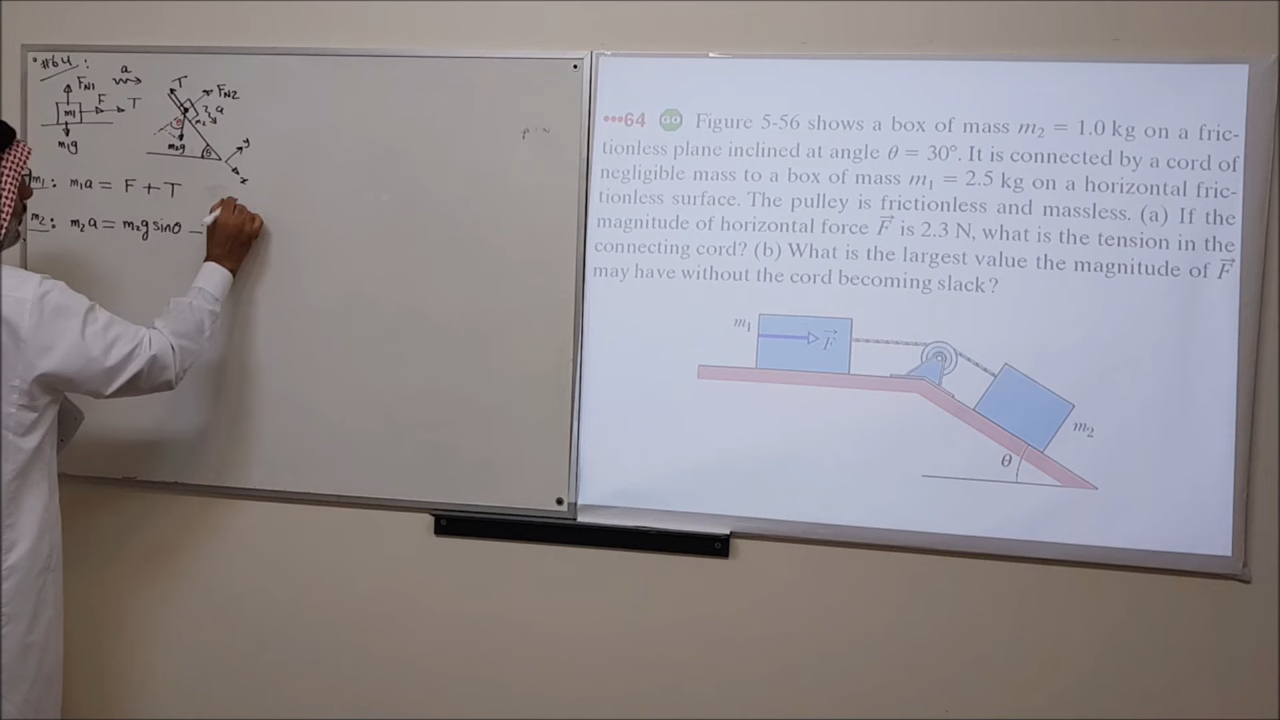 #64 :
a
FN1
F
T
m1
m1g
T
FN2
a
m2g
θ
θ
y
x
m1: m1a = F + T
m2: m2a = m2g sinθ –
•••64 GO Figure 5-56 shows a box of mass m2 = 1.0 kg on a fric-
tionless plane inclined at angle θ = 30°. It is connected by a cord of
negligible mass to a box of mass m1 = 2.5 kg on a horizontal fric-
tionless surface. The pulley is frictionless and massless. (a) If the
magnitude of horizontal force F⃗ is 2.3 N, what is the tension in the
connecting cord? (b) What is the largest value the magnitude of F⃗
may have without the cord becoming slack?
m1
F⃗
m2
θ